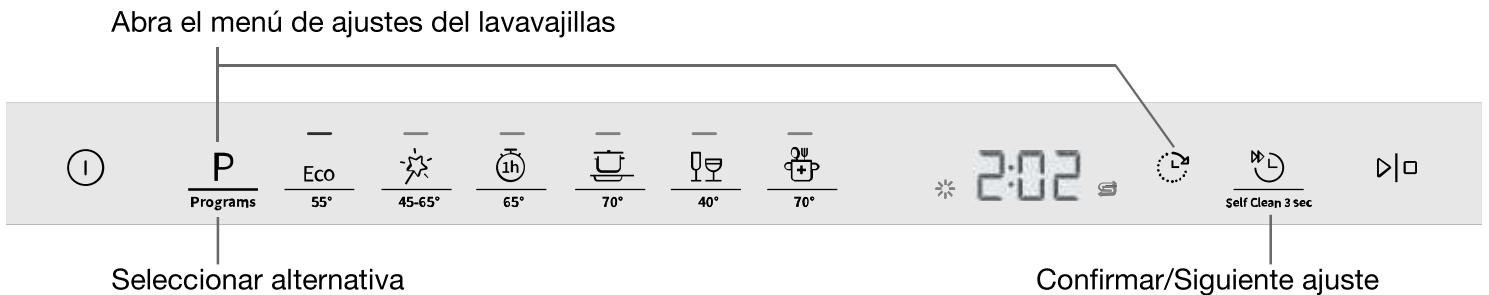 Abra el menú de ajustes del lavavajillas
P Eco 1h 2:02
Programs 55° 45-65° 65° 70° 40° 70° Self Clean 3 sec
Seleccionar alternativa Confirmar/Siguiente ajuste